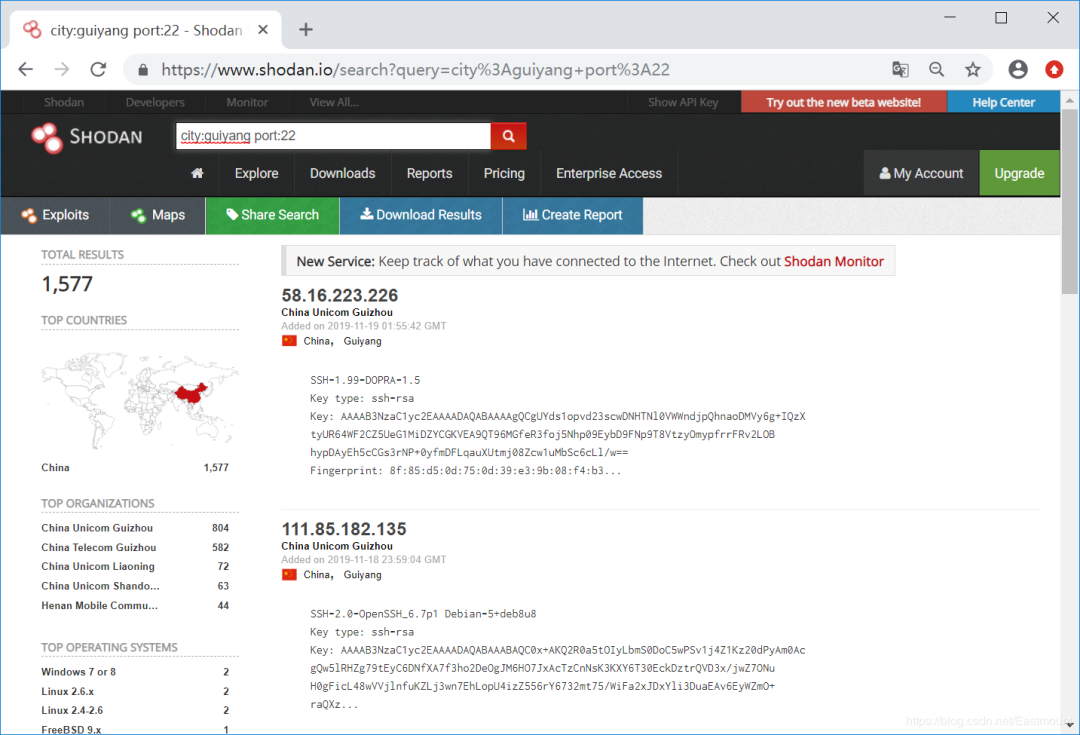 city:guiyang port:22 - Shodan
https://www.shodan.io/search?query=city%3Aguiyang+port%3A22
Shodan Developers Monitor View All... Show API Key Try out the new beta website! Help Center
SHODAN city:guiyang port:22
Explore Downloads Reports Pricing Enterprise Access My Account Upgrade
Exploits Maps Share Search Download Results Create Report
TOTAL RESULTS
1,577
TOP COUNTRIES
China 1,577
TOP ORGANIZATIONS
China Unicom Guizhou 804
China Telecom Guizhou 582
China Unicom Liaoning 72
China Unicom Shando... 63
Henan Mobile Commu... 44
TOP OPERATING SYSTEMS
Windows 7 or 8 2
Linux 2.6.x 2
Linux 2.4-2.6 2
FreeBSD 9.x 1
New Service: Keep track of what you have connected to the Internet. Check out Shodan Monitor
58.16.223.226
China Unicom Guizhou
Added on 2019-11-19 01:55:42 GMT
China, Guiyang
SSH-1.99-DOPRA-1.5
Key type: ssh-rsa
Key: AAAAB3NzaC1yc2EAAAADAQABAAAAgQCgUYds1opvd23scwDNHTNl0VWWndjpQhnaoDMVy6g+IQzX
tyUR64WF2CZ5UeG1MiDZYCGKVEA9QT96MGfeR3foj5Nhp09EybD9FNp9T8VtzyOmypfrrFRv2LOB
hypDAyEh5cCGs3rNP+0yfmDFLqauXUtmj08Zcw1uMbSc6cLl/w==
Fingerprint: 8f:85:d5:0d:75:0d:39:e3:9b:08:f4:b3...
111.85.182.135
China Unicom Guizhou
Added on 2019-11-18 23:59:04 GMT
China, Guiyang
SSH-2.0-OpenSSH_6.7p1 Debian-5+deb8u8
Key type: ssh-rsa
Key: AAAAB3NzaC1yc2EAAAADAQABAAABAQC0x+AKQ2R0a5tOIyLbmS0DoC5wPSv1j4Z1Kz20dPyAm0Ac
gQw5lRHZg79tEyC6DNfXA7f3ho2DeOgJM6HO7JxAcTzCnNsK3KXY6T30EckDztrQVD3x/jwZ7ONu
H0gFicL48wVVjlnfuKZLj3wn7EhLopU4izZ556rY6732mt75/WiFa2xJDxYli3DuaEAv6EyWZmO+
raQXz...
https://blog.csdn.net/Eastmount